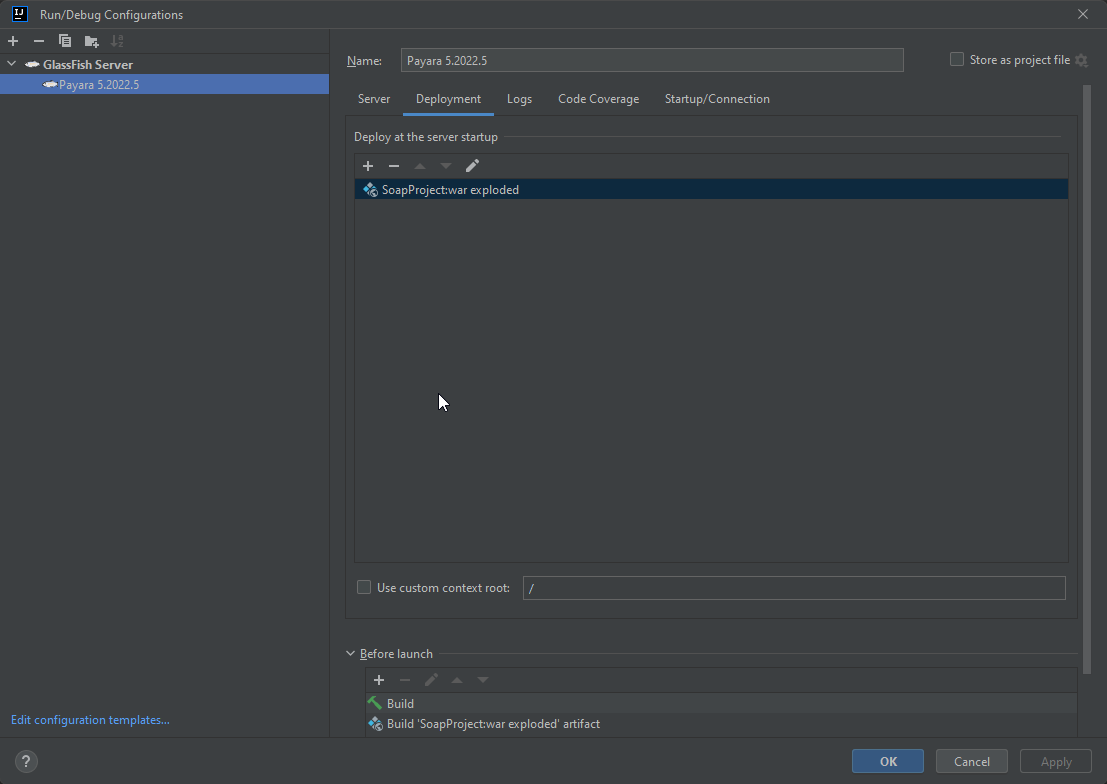 Run/Debug Configurations
GlassFish Server
Payara 5.2022.5
Edit configuration templates...
Name: Payara 5.2022.5
Store as project file
Server Deployment Logs Code Coverage Startup/Connection
Deploy at the server startup
SoapProject:war exploded
Use custom context root: /
Before launch
Build
Build 'SoapProject:war exploded' artifact
? OK Cancel Apply